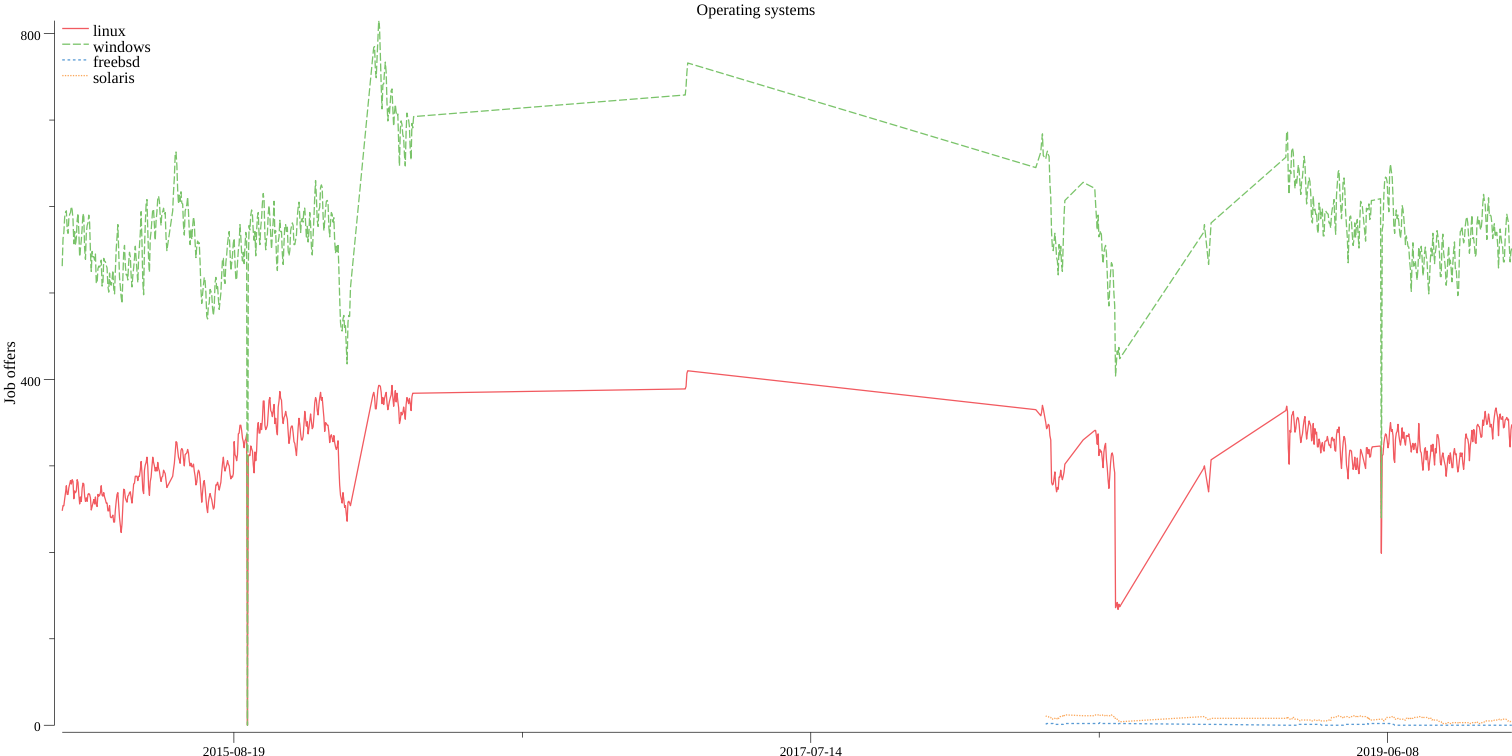 Operating systems
linux
windows
freebsd
solaris
Job offers
800
400
0
2015-08-19
2017-07-14
2019-06-08